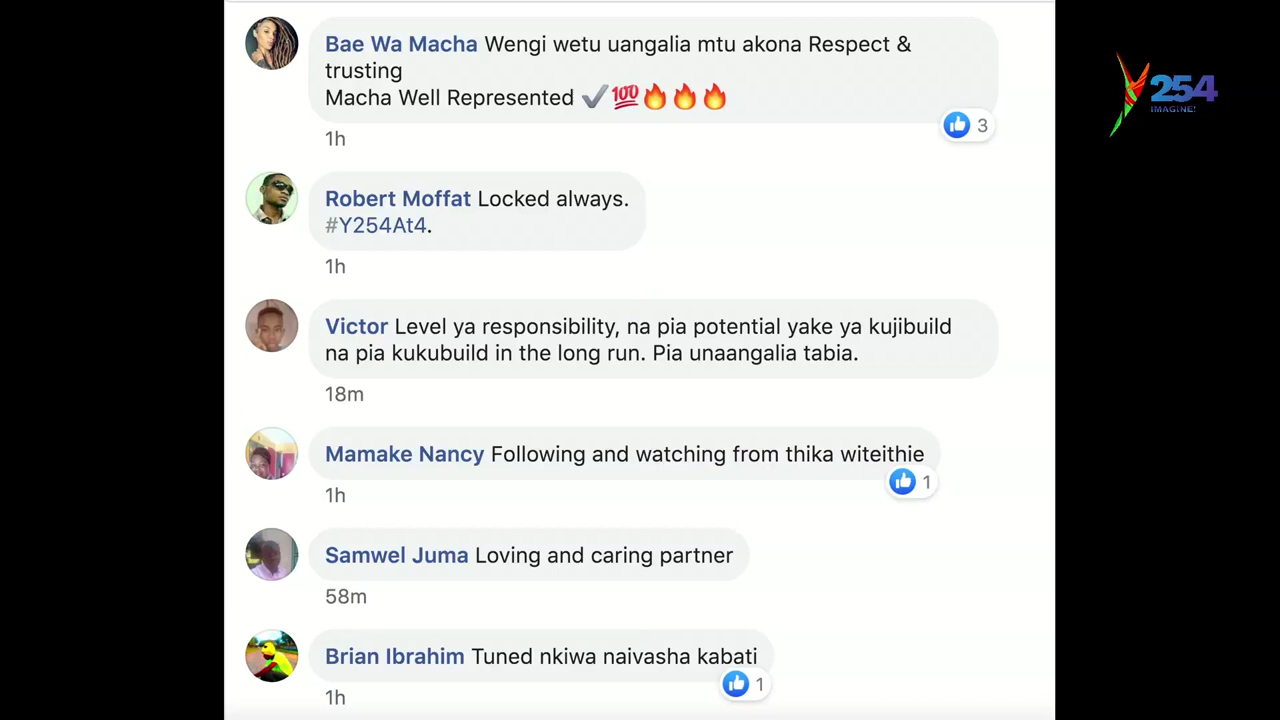 Bae Wa Macha Wengi wetu uangalia mtu akona Respect &
trusting
Macha Well Represented ✔️💯🔥🔥🔥
3
1h
Robert Moffat Locked always.
#Y254At4.
1h
Victor Level ya responsibility, na pia potential yake ya kujibuild
na pia kukubuild in the long run. Pia unaangalia tabia.
18m
Mamake Nancy Following and watching from thika witeithie
1
1h
Samwel Juma Loving and caring partner
58m
Brian Ibrahim Tuned nkiwa naivasha kabati
1
1h
Y254
IMAGINE!